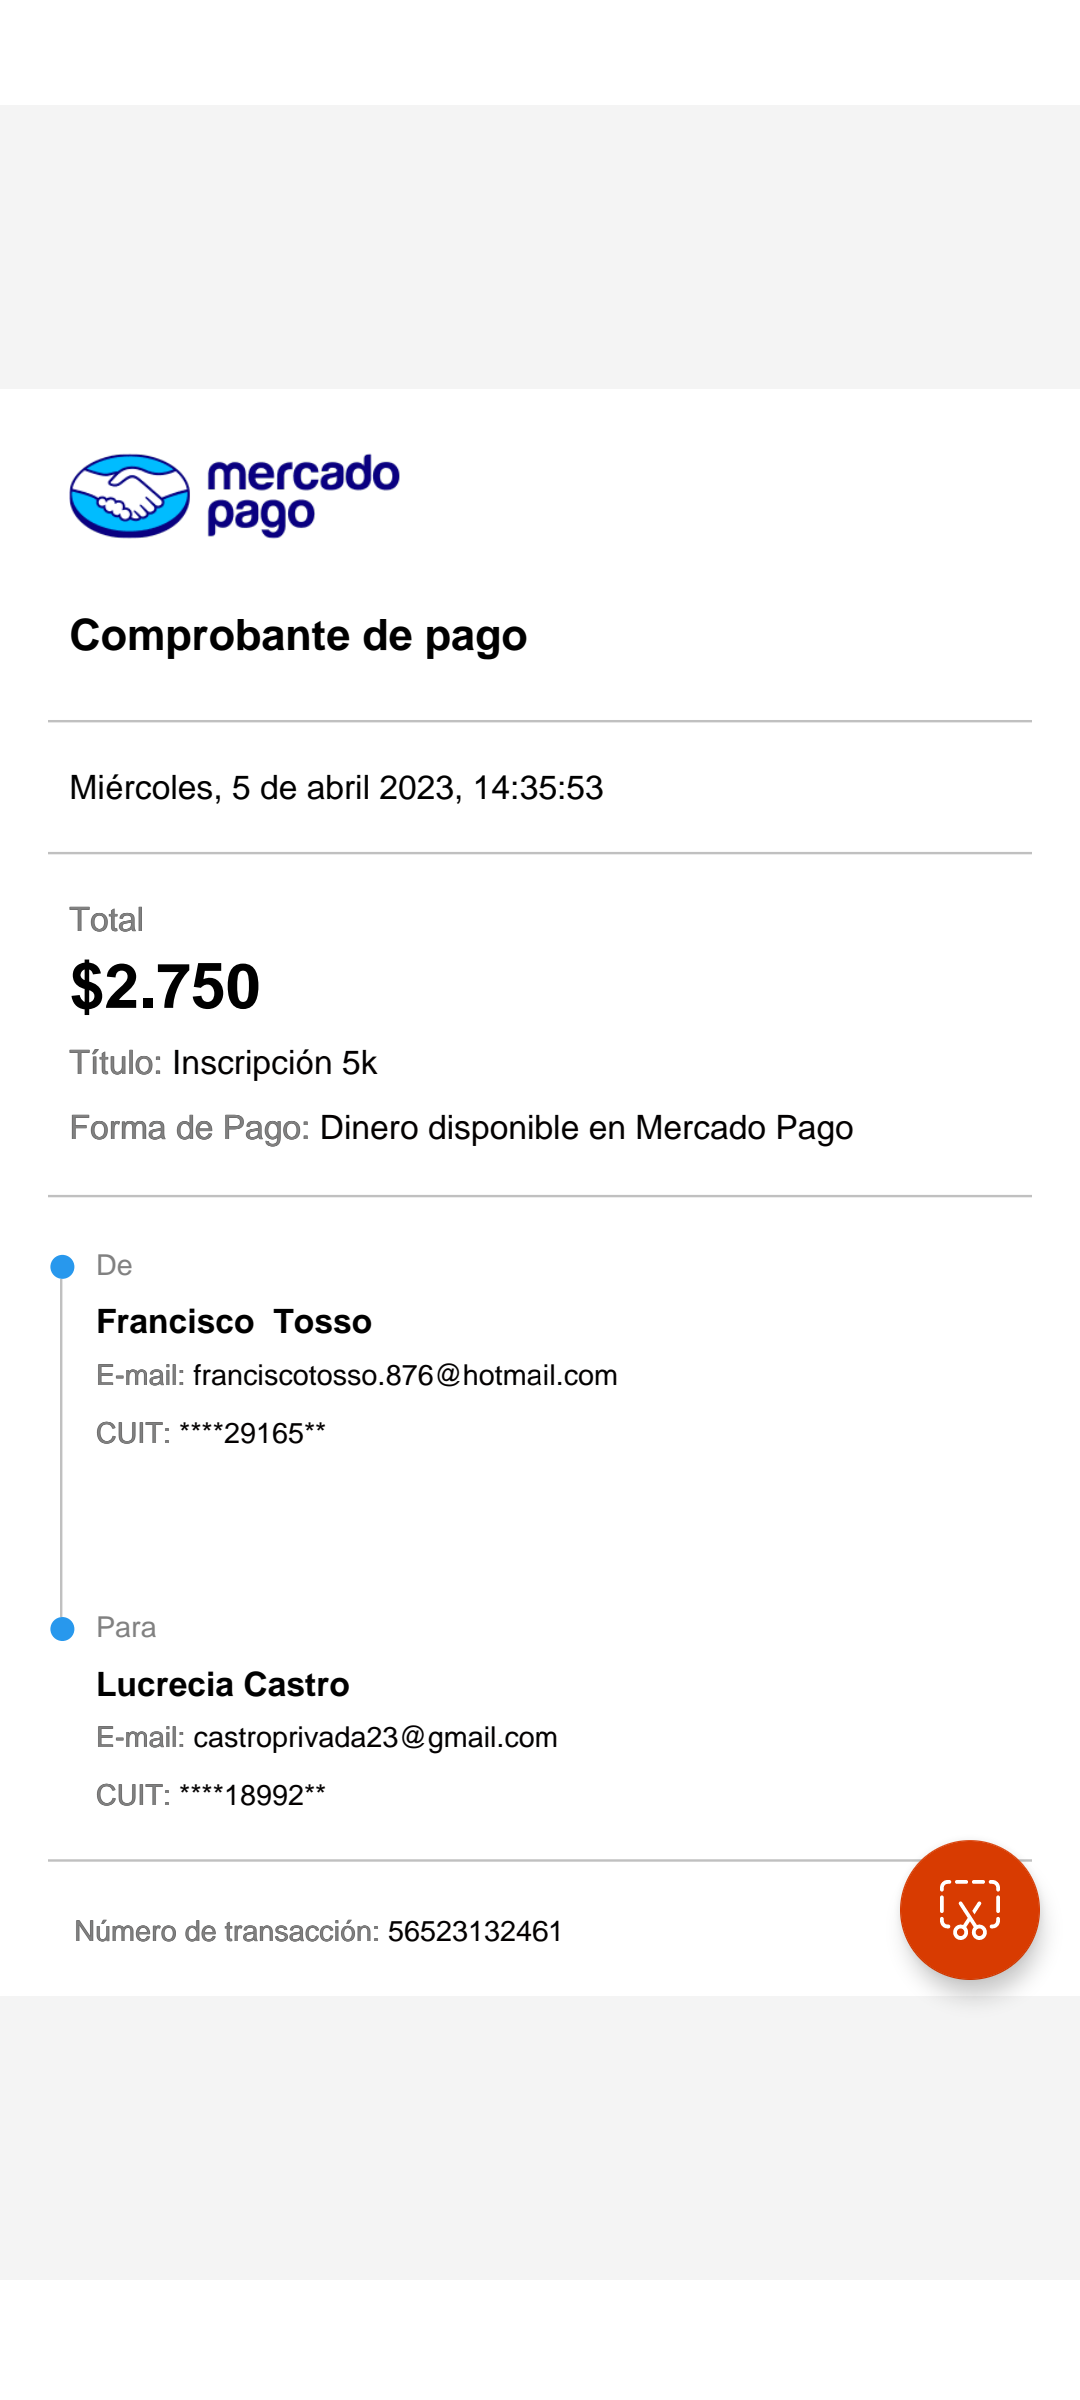 mercado
pago
Comprobante de pago
Miércoles, 5 de abril 2023, 14:35:53
Total
$2.750
Título: Inscripción 5k
Forma de Pago: Dinero disponible en Mercado Pago
De
Francisco  Tosso
E-mail: franciscotosso.876@hotmail.com
CUIT: ****29165**
Para
Lucrecia Castro
E-mail: castroprivada23@gmail.com
CUIT: ****18992**
Número de transacción: 56523132461